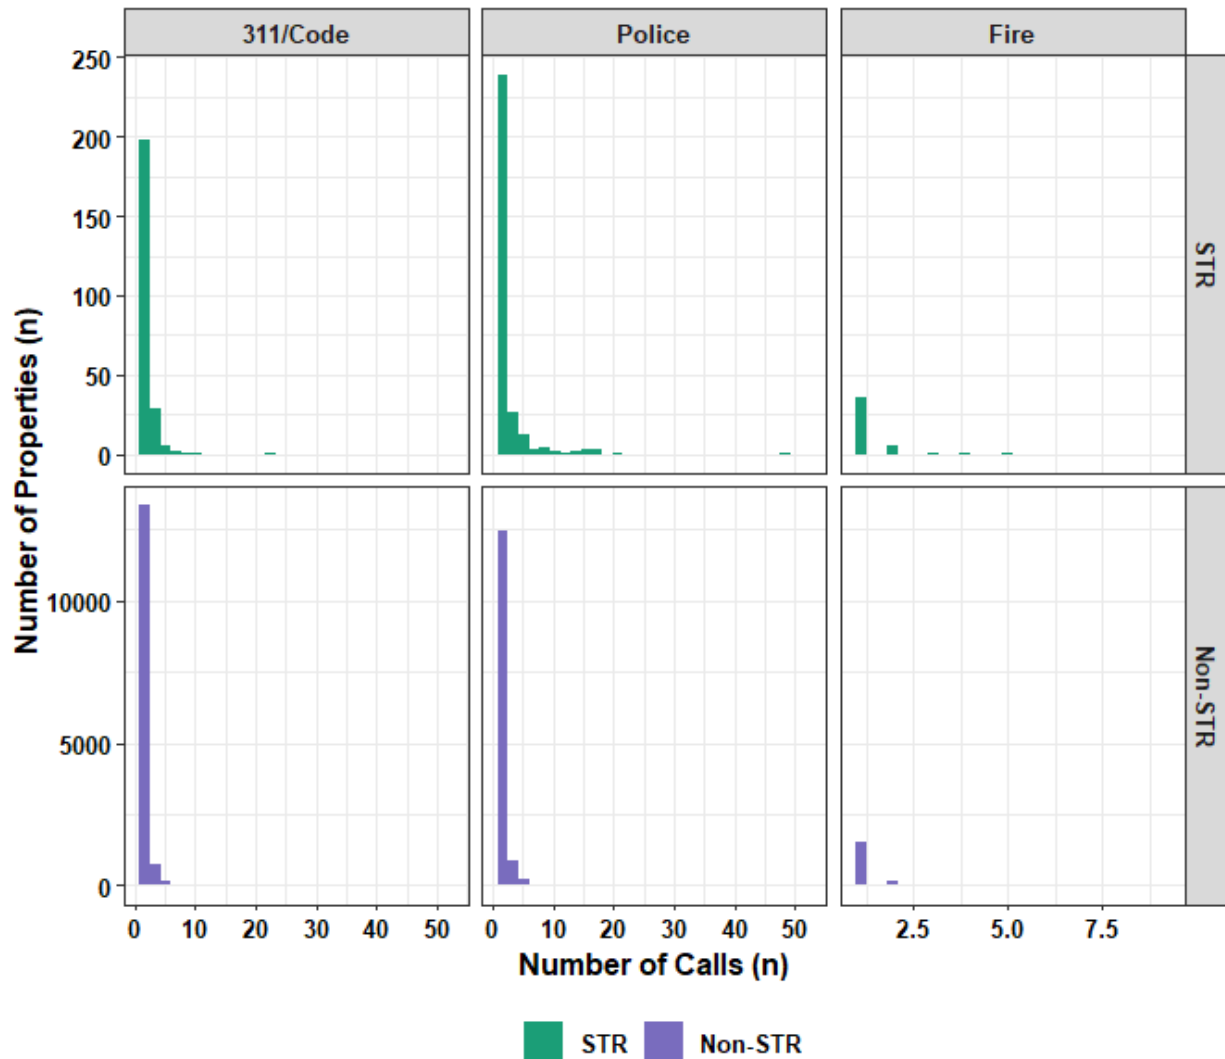 311/Code Police Fire
250
200
150
100
50
0
STR
Number of Properties (n)
10000
5000
0
Non-STR
0 10 20 30 40 50 0 10 20 30 40 50 2.5 5.0 7.5
Number of Calls (n)
STR Non-STR